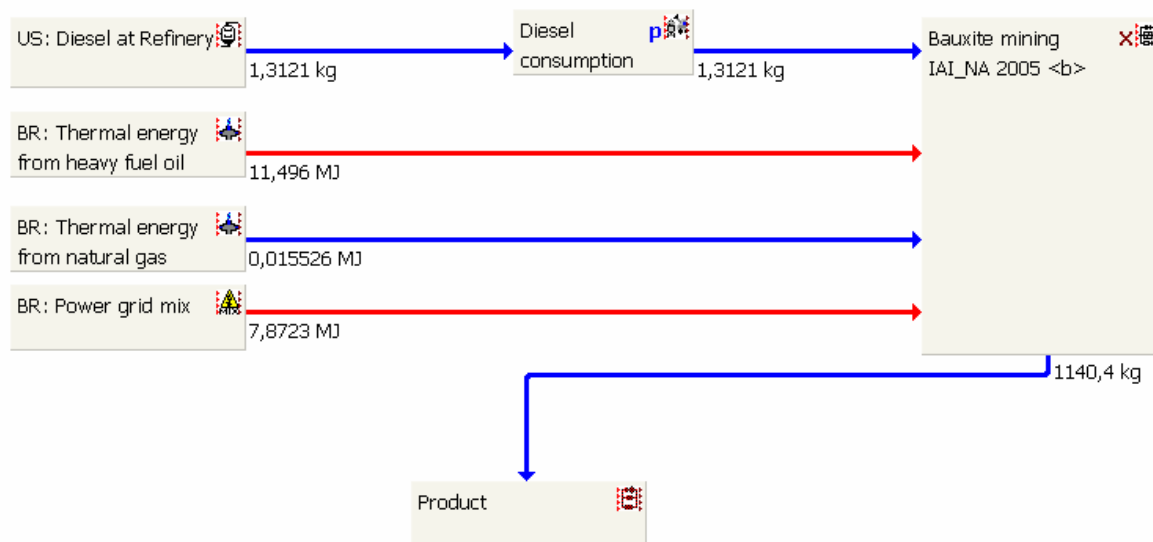 US: Diesel at Refinery
1,3121 kg
Diesel
consumption
p
1,3121 kg
Bauxite mining
IAI_NA 2005 <b>
X
BR: Thermal energy
from heavy fuel oil
11,496 MJ
BR: Thermal energy
from natural gas
0,015526 MJ
BR: Power grid mix
MIX
7,8723 MJ
1140,4 kg
Product